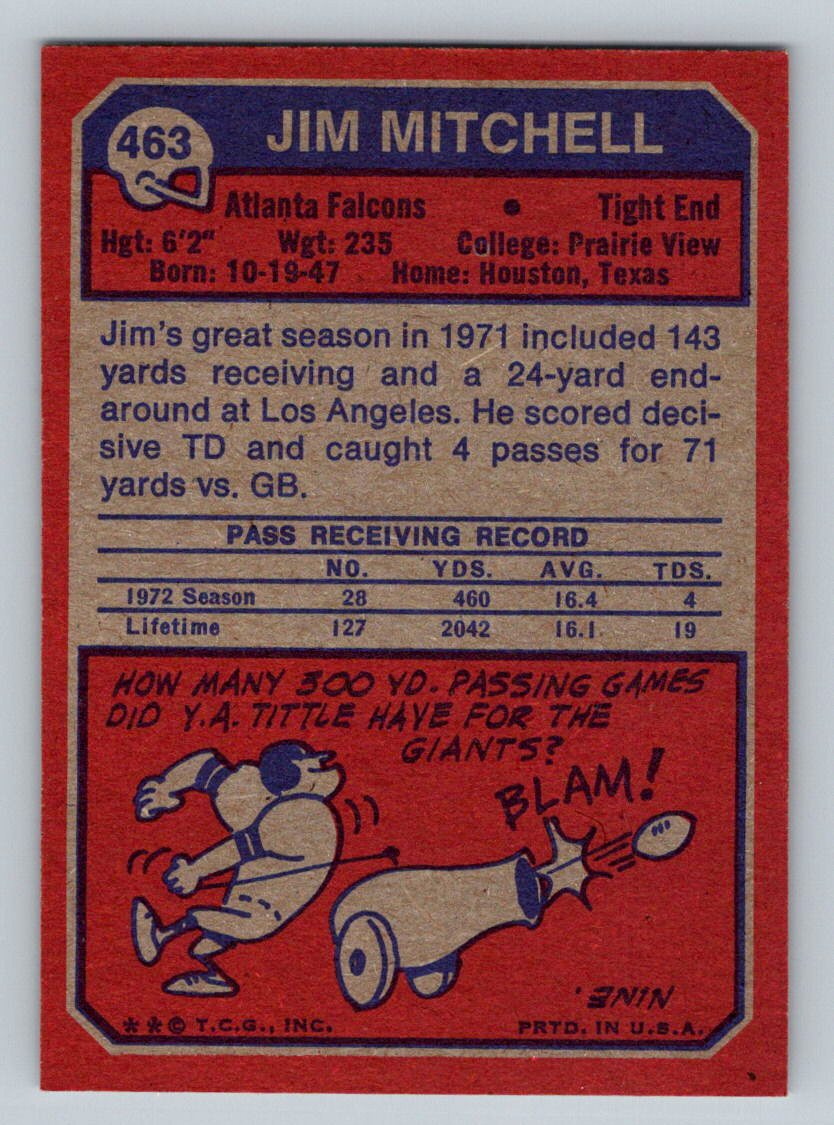 463
JIM MITCHELL
Atlanta Falcons • Tight End
Hgt: 6'2" Wgt: 235 College: Prairie View
Born: 10-19-47 Home: Houston, Texas
Jim's great season in 1971 included 143
yards receiving and a 24-yard end-
around at Los Angeles. He scored deci-
sive TD and caught 4 passes for 71
yards vs. GB.
PASS RECEIVING RECORD
NO. YDS. AVG. TDS.
1972 Season 28 460 16.4 4
Lifetime 127 2042 16.1 19
HOW MANY 300 YD. PASSING GAMES
DID Y.A. TITTLE HAVE FOR THE
GIANTS?
BLAM!
NINE.
**© T.C.G., INC. PRTD. IN U.S.A.